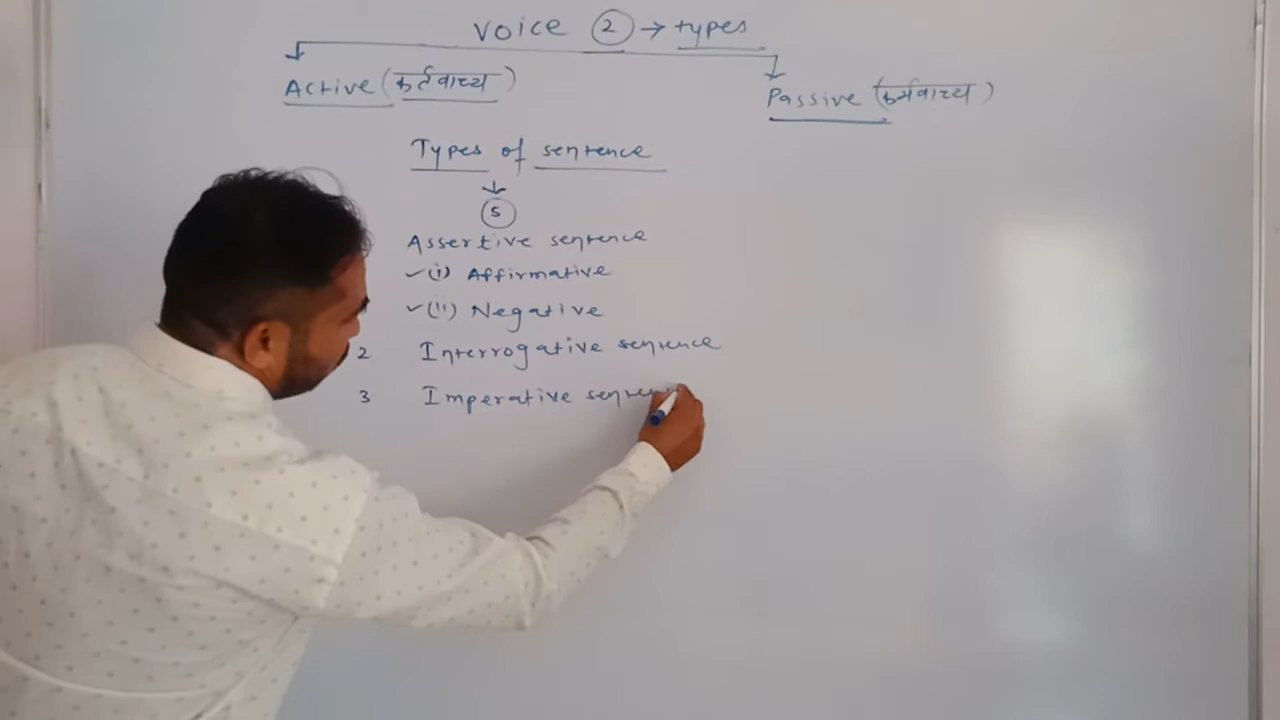 Voice 2 → types
Active (कर्तवाच्य)
Passive (कर्मवाच्य)
Types of sentence
5
Assertive sentence
(i) Affirmative
(ii) Negative
2 Interrogative sentence
3 Imperative sentenc